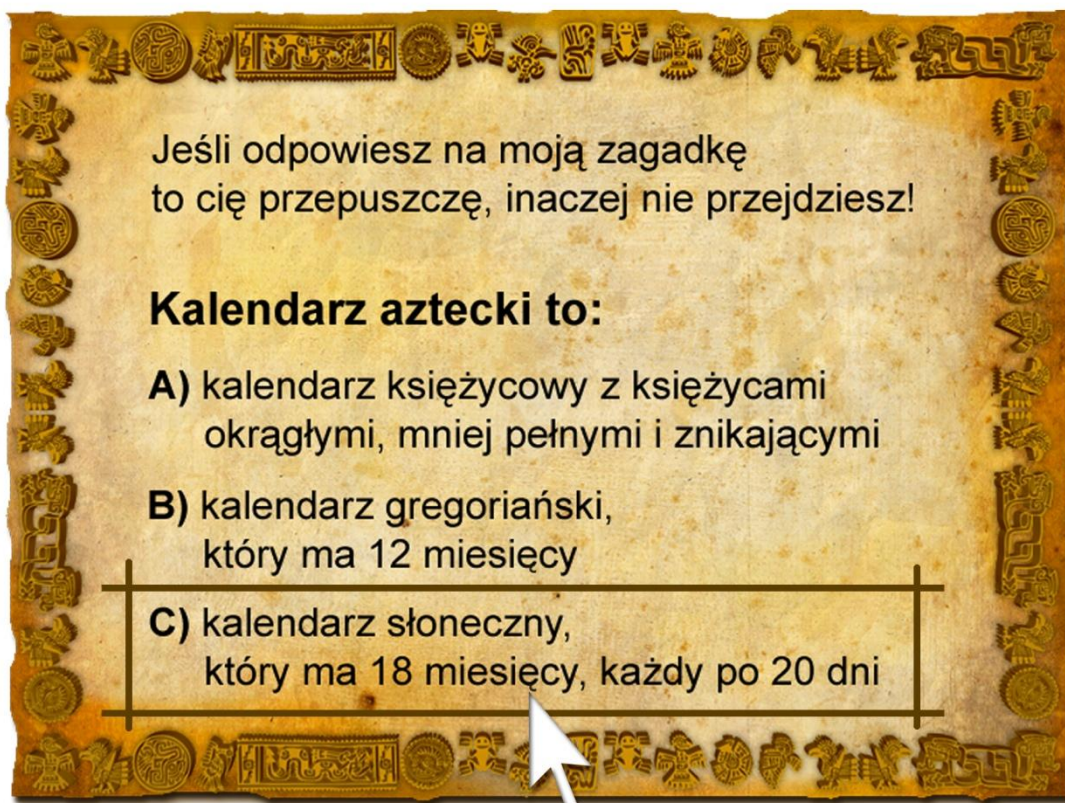 Jeśli odpowiesz na moją zagadkę
to cię przepuszczę, inaczej nie przejdziesz!
Kalendarz aztecki to:
A) kalendarz księżycowy z księżycami
okrągłymi, mniej pełnymi i znikającymi
B) kalendarz gregoriański,
który ma 12 miesięcy
C) kalendarz słoneczny,
który ma 18 miesięcy, każdy po 20 dni